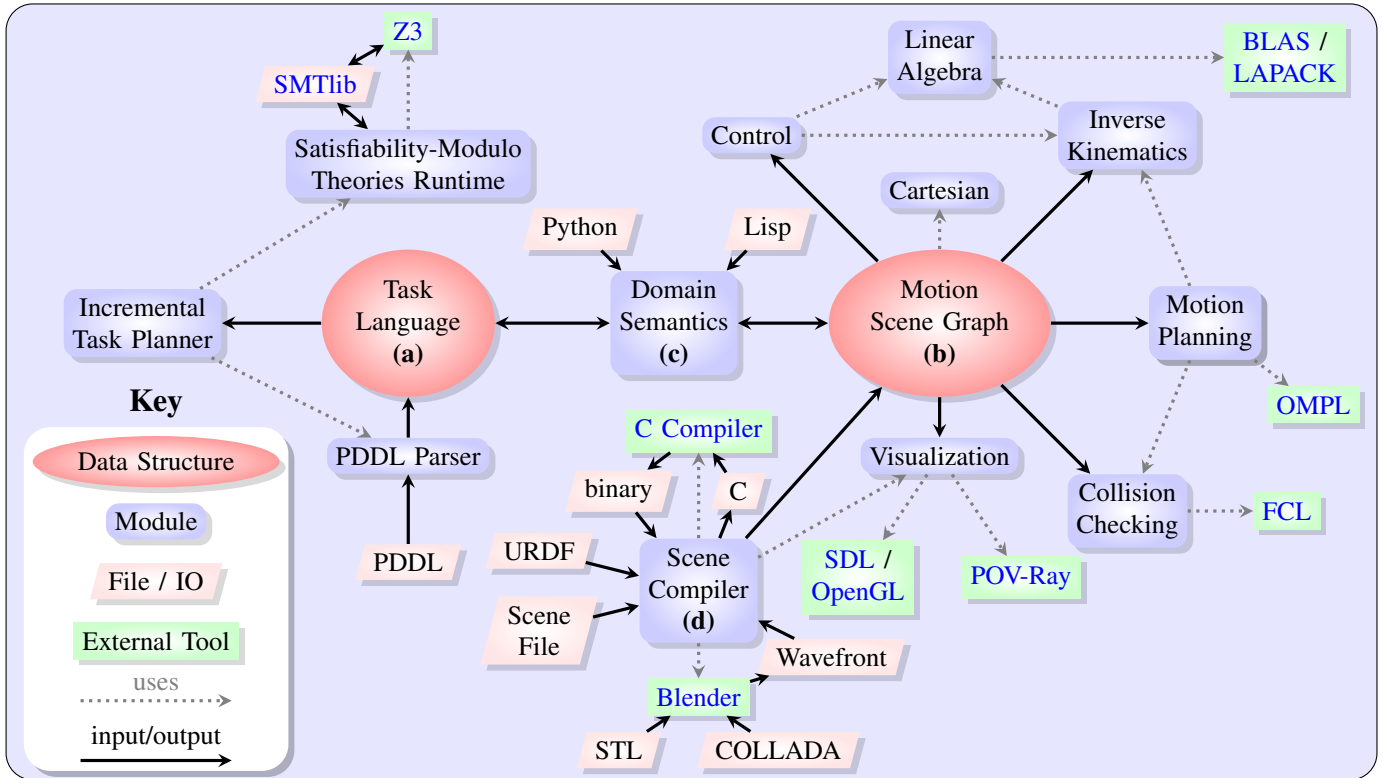 Z3
SMTlib
Satisfiability-Modulo
Theories Runtime
Linear
Algebra
BLAS /
LAPACK
Control
Inverse
Kinematics
Cartesian
Python
Lisp
Incremental
Task Planner
Task
Language
(a)
Domain
Semantics
(c)
Motion
Scene Graph
(b)
Motion
Planning
OMPL
PDDL Parser
PDDL
C Compiler
binary
C
Visualization
Collision
Checking
FCL
URDF
Scene
File
Scene
Compiler
(d)
SDL /
OpenGL
POV-Ray
Wavefront
Blender
STL
COLLADA
Key
Data Structure
Module
File / IO
External Tool
uses
input/output